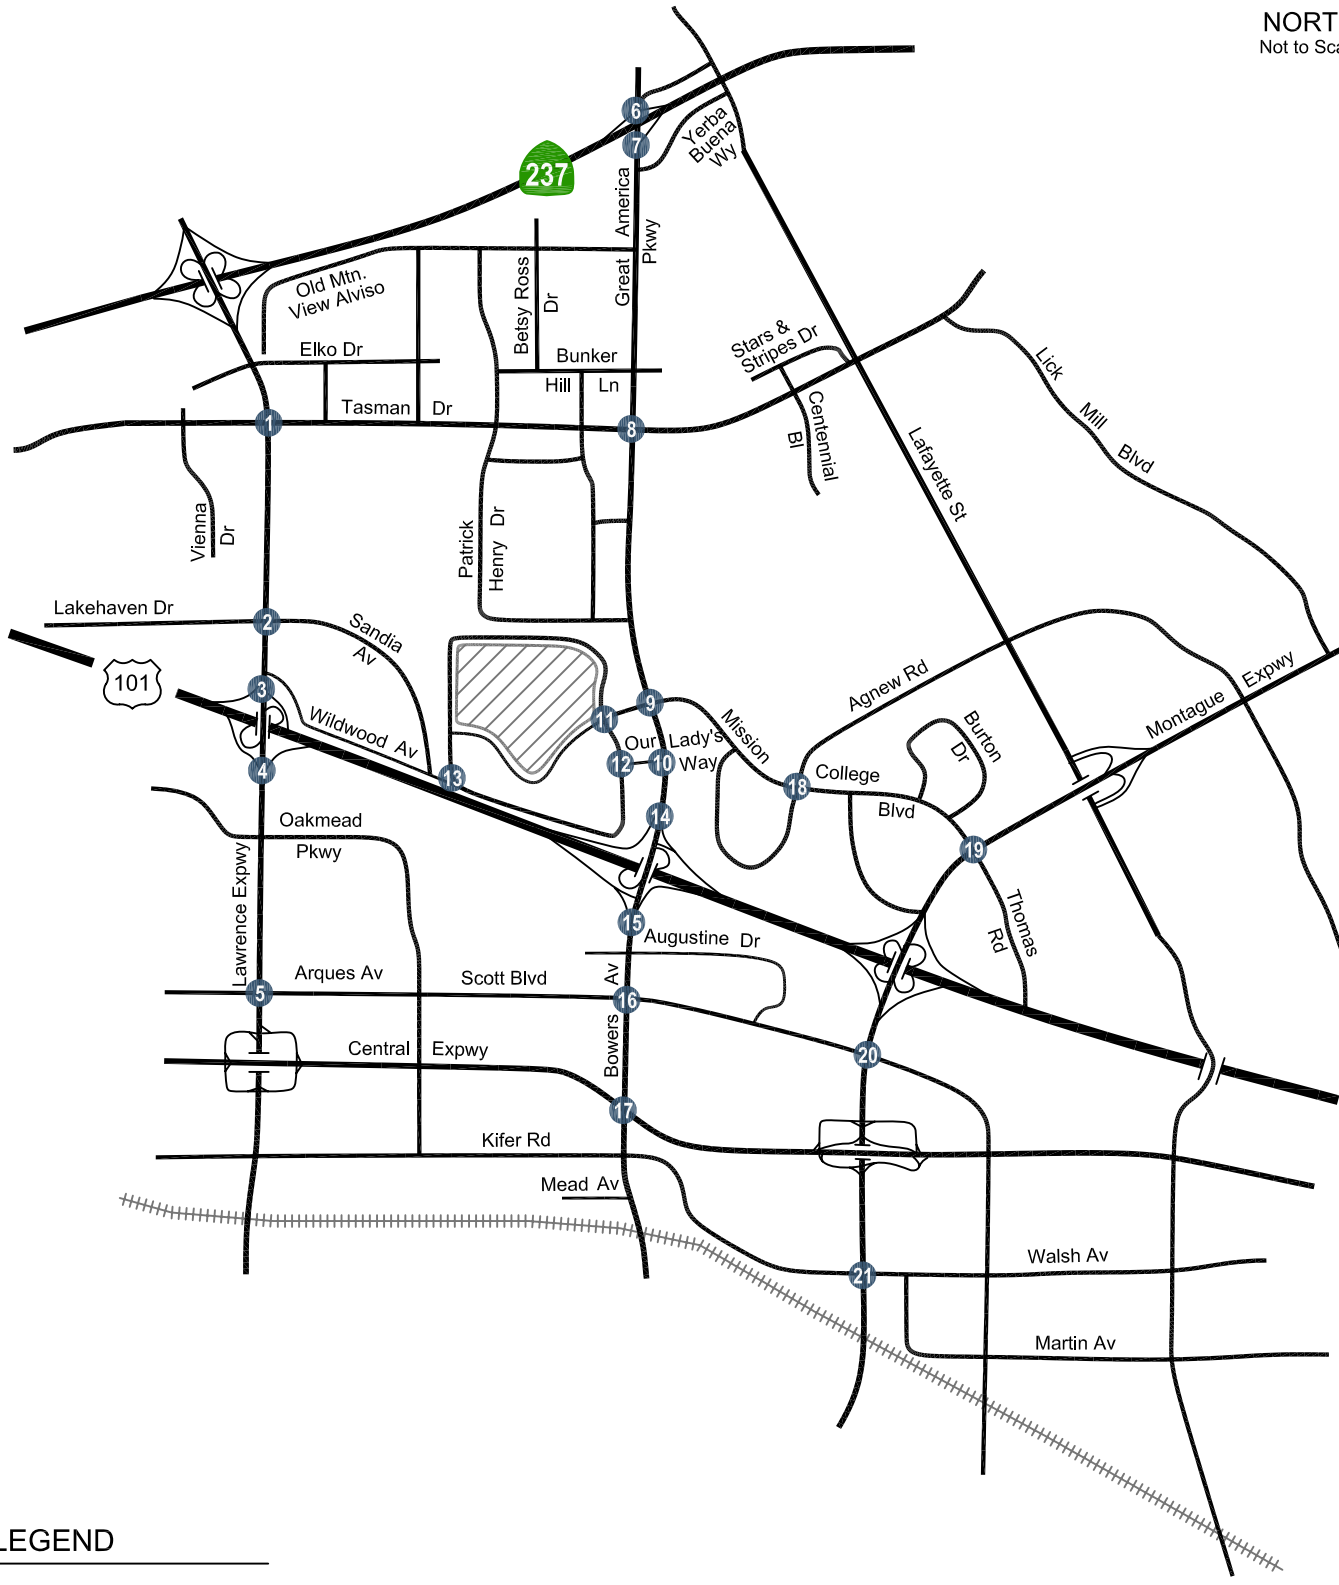 NORT
Not to Sca
6
7
Yerba
Buena
Wy
237
Great America
Pkwy
Old Mtn.
View Alviso
Betsy Ross
Dr
Elko Dr
Bunker
Hill Ln
Stars &
Stripes Dr
Lick Mill Blvd
Tasman Dr
1
8
Centennial
Bl
Lafayette St
Vienna
Dr
Patrick
Henry Dr
Lakehaven Dr
2
Sandia
Av
101
3
Wildwood Av
4
13
11
9
Our Lady's
Way
12
10
14
Mission
College
Blvd
18
Agnew Rd
Burton
Dr
Montague Expwy
19
Thomas
Rd
Oakmead
Pkwy
Lawrence Expwy
15
Augustine Dr
5
Arques Av
Scott Blvd
Bowers Av
16
Central Expwy
20
17
Kifer Rd
Mead Av
21
Walsh Av
Martin Av
LEGEND